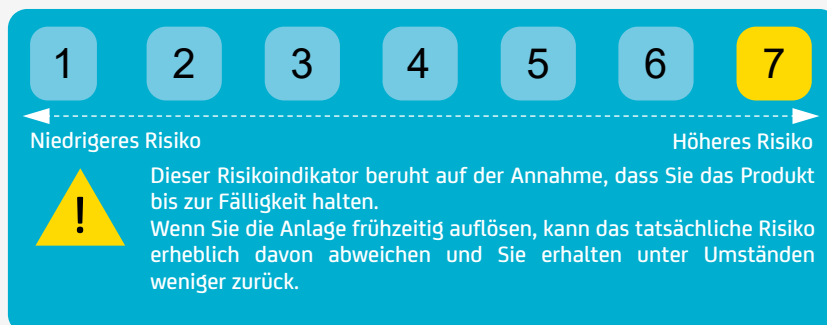 1 2 3 4 5 6 7
Niedrigeres Risiko Höheres Risiko
!
Dieser Risikoindikator beruht auf der Annahme, dass Sie das Produkt
bis zur Fälligkeit halten.
Wenn Sie die Anlage frühzeitig auflösen, kann das tatsächliche Risiko
erheblich davon abweichen und Sie erhalten unter Umständen
weniger zurück.